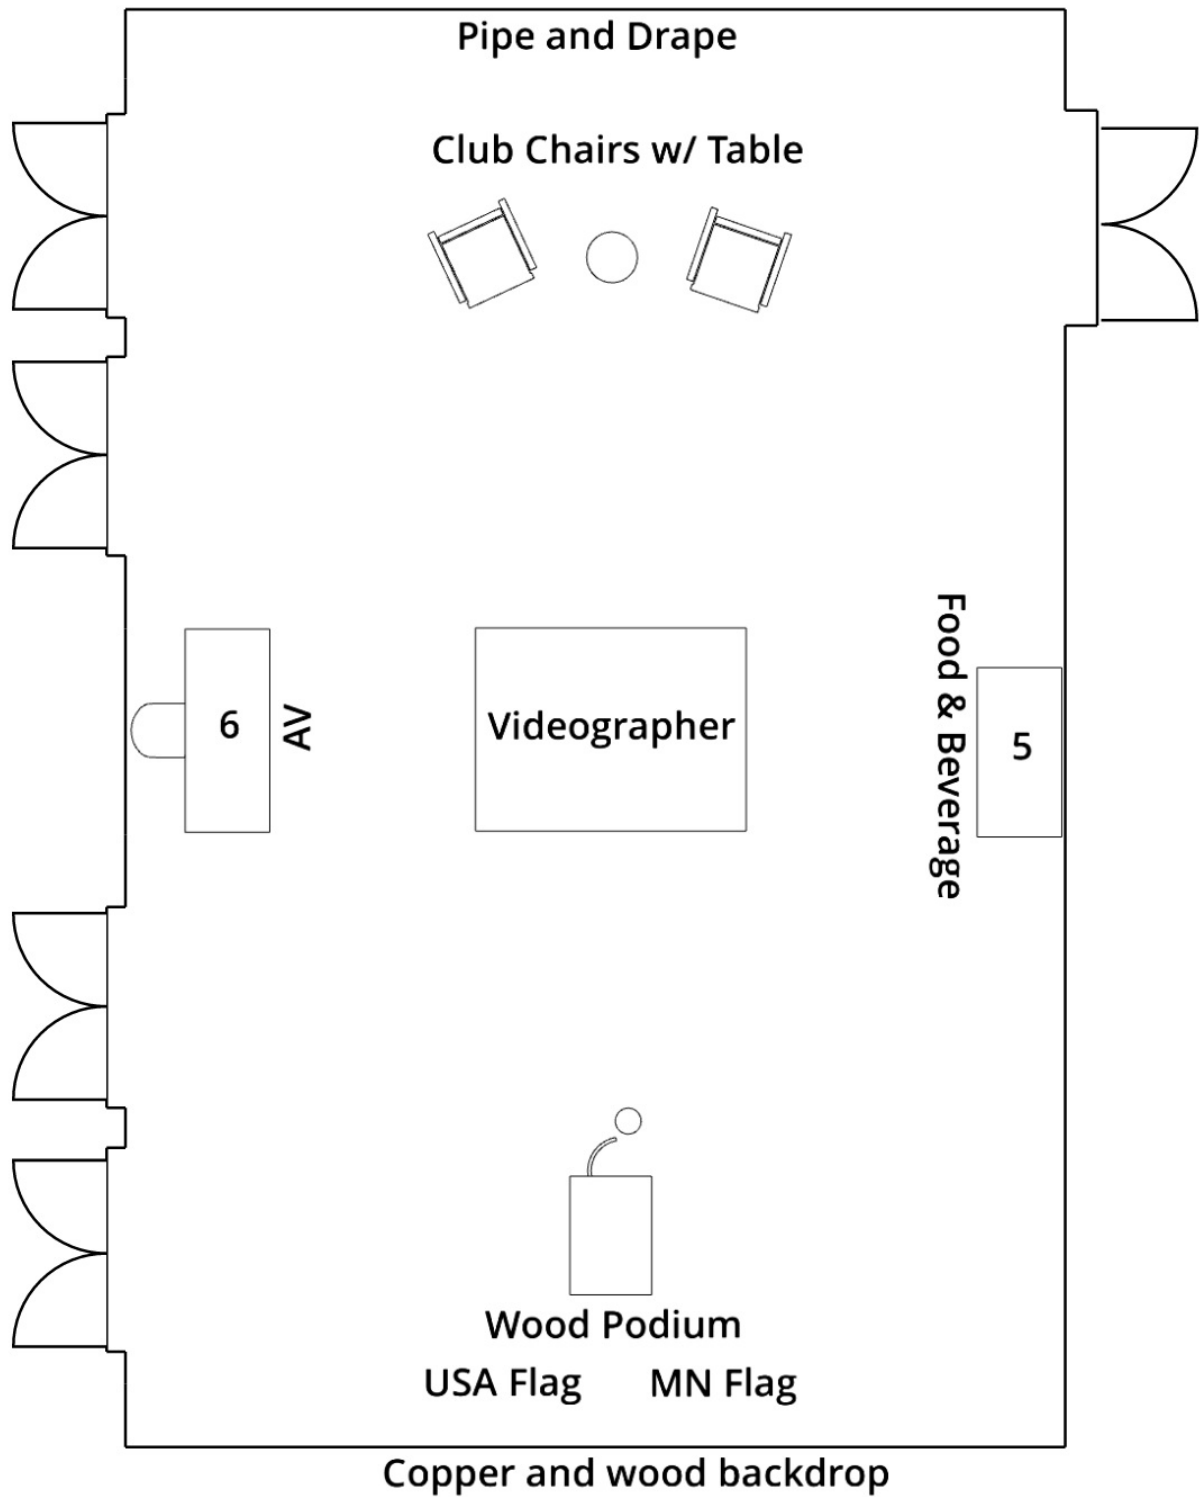 Pipe and Drape
Club Chairs w/ Table
6
AV
Videographer
Food & Beverage
5
Wood Podium
USA Flag
MN Flag
Copper and wood backdrop